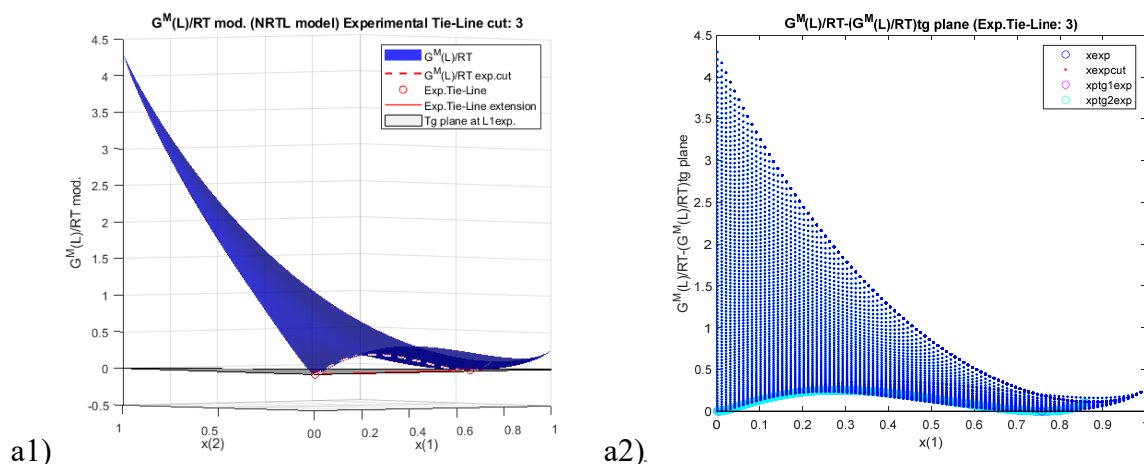 G^M(L)/RT mod. (NRTL model) Experimental Tie-Line cut: 3
4.5
4
3.5
3
2.5
2
1.5
1
0.5
0
-0.5
G^M(L)/RT mod.
G^M(L)/RT
G^M(L)/RT exp.cut
Exp.Tie-Line
Exp.Tie-Line extension
Tg plane at L1exp.
1 0.5 00 0.2 0.4 0.6 0.8 1
x(2) x(1)
a1)
G^M(L)/RT-(G^M(L)/RT)tg plane (Exp.Tie-Line: 3)
4.5
4
3.5
3
2.5
2
1.5
1
0.5
0
G^M(L)/RT-(G^M(L)/RT)tg plane
xexp
xexpcut
xptg1exp
xptg2exp
0 0.1 0.2 0.3 0.4 0.5 0.6 0.7 0.8 0.9 1
x(1)
a2).